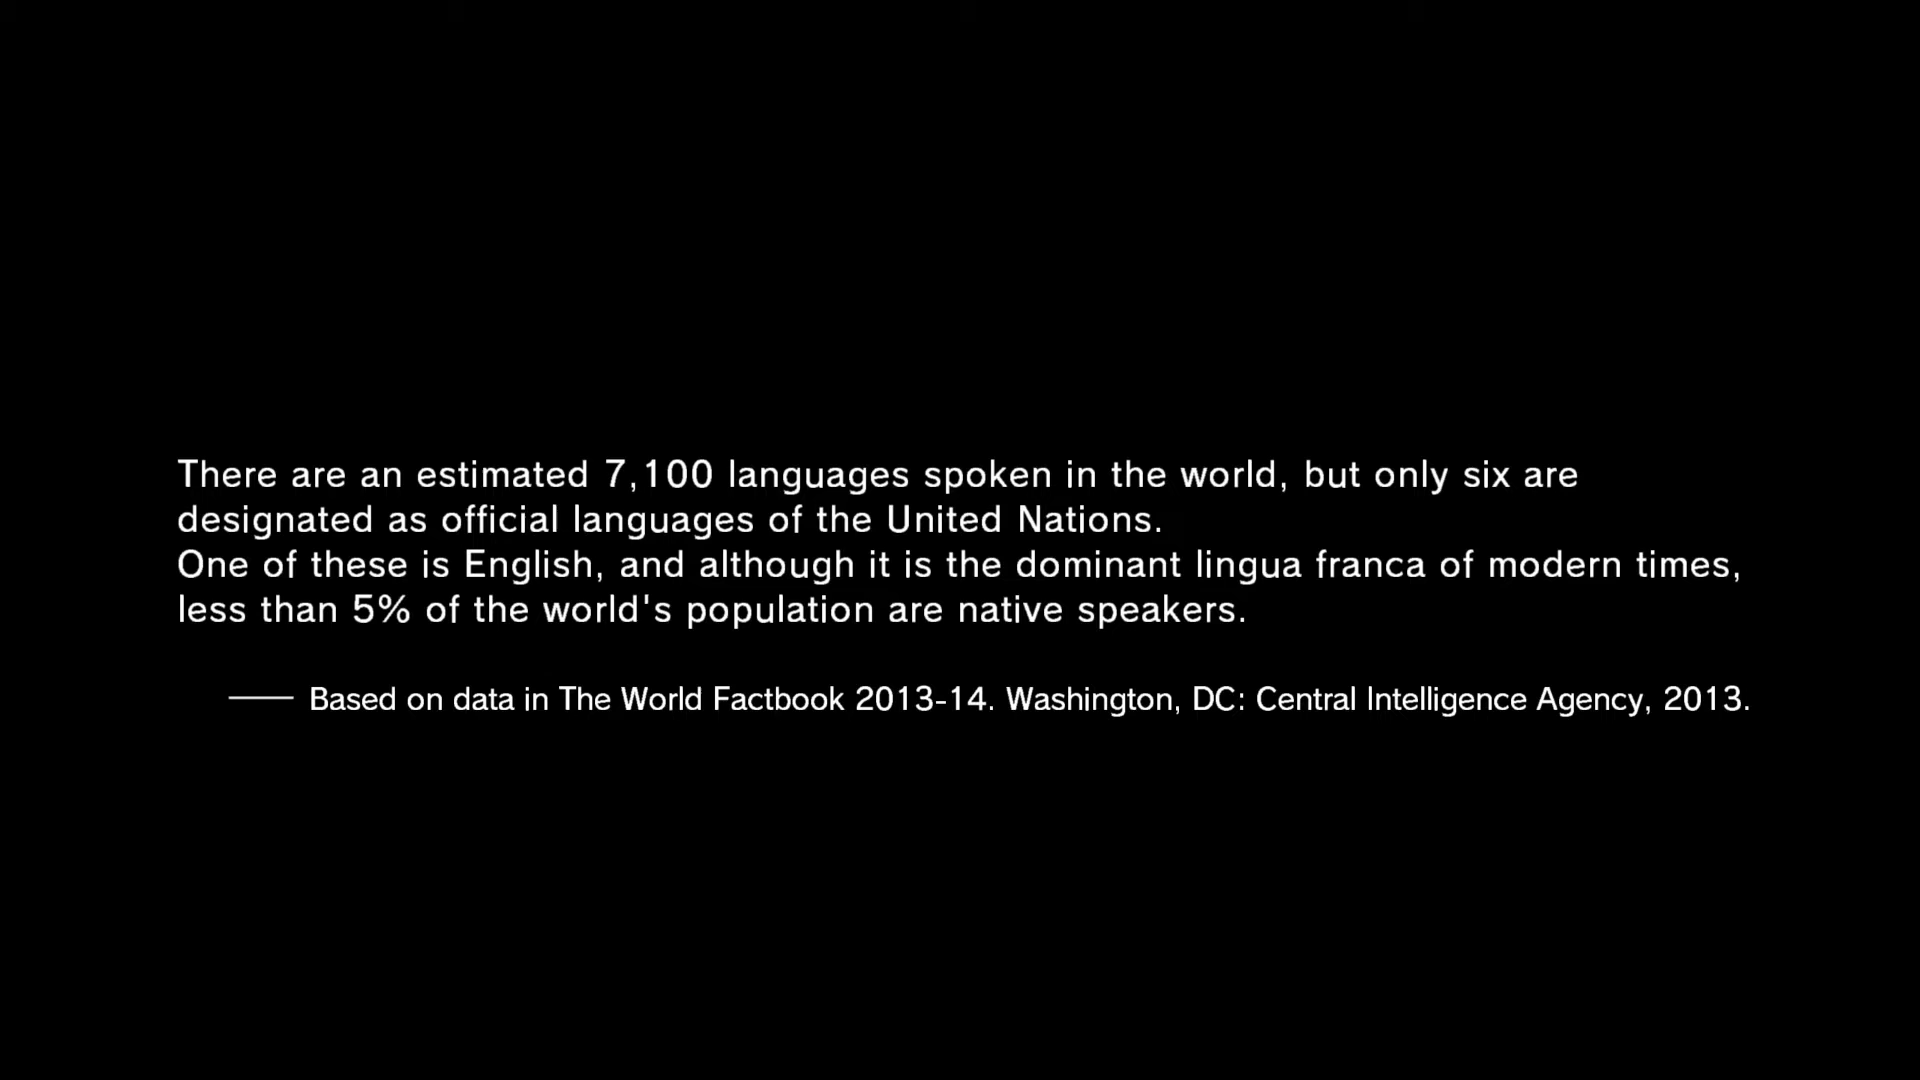 There are an estimated 7,100 languages spoken in the world, but only six are
designated as official languages of the United Nations.
One of these is English, and although it is the dominant lingua franca of modern times,
less than 5% of the world's population are native speakers.
—— Based on data in The World Factbook 2013-14. Washington, DC: Central Intelligence Agency, 2013.